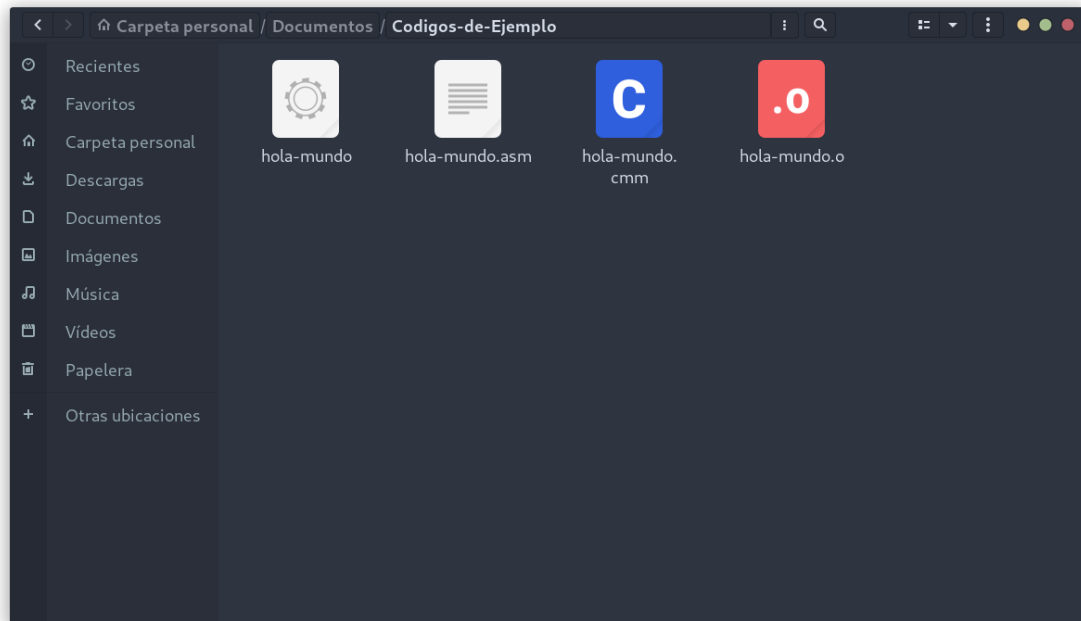 Carpeta personal / Documentos / Codigos-de-Ejemplo
Recientes
Favoritos
Carpeta personal
Descargas
Documentos
Imágenes
Música
Vídeos
Papelera
Otras ubicaciones
C
.o
hola-mundo
hola-mundo.asm
hola-mundo.
cmm
hola-mundo.o